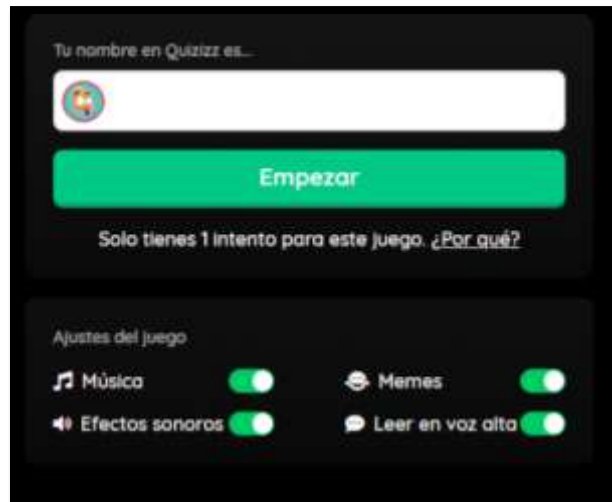 Tu nombre en Quizizz es...
Empezar
Solo tienes 1 intento para este juego. ¿Por qué?
Ajustes del juego
Música Memes
Efectos sonoros Leer en voz alta